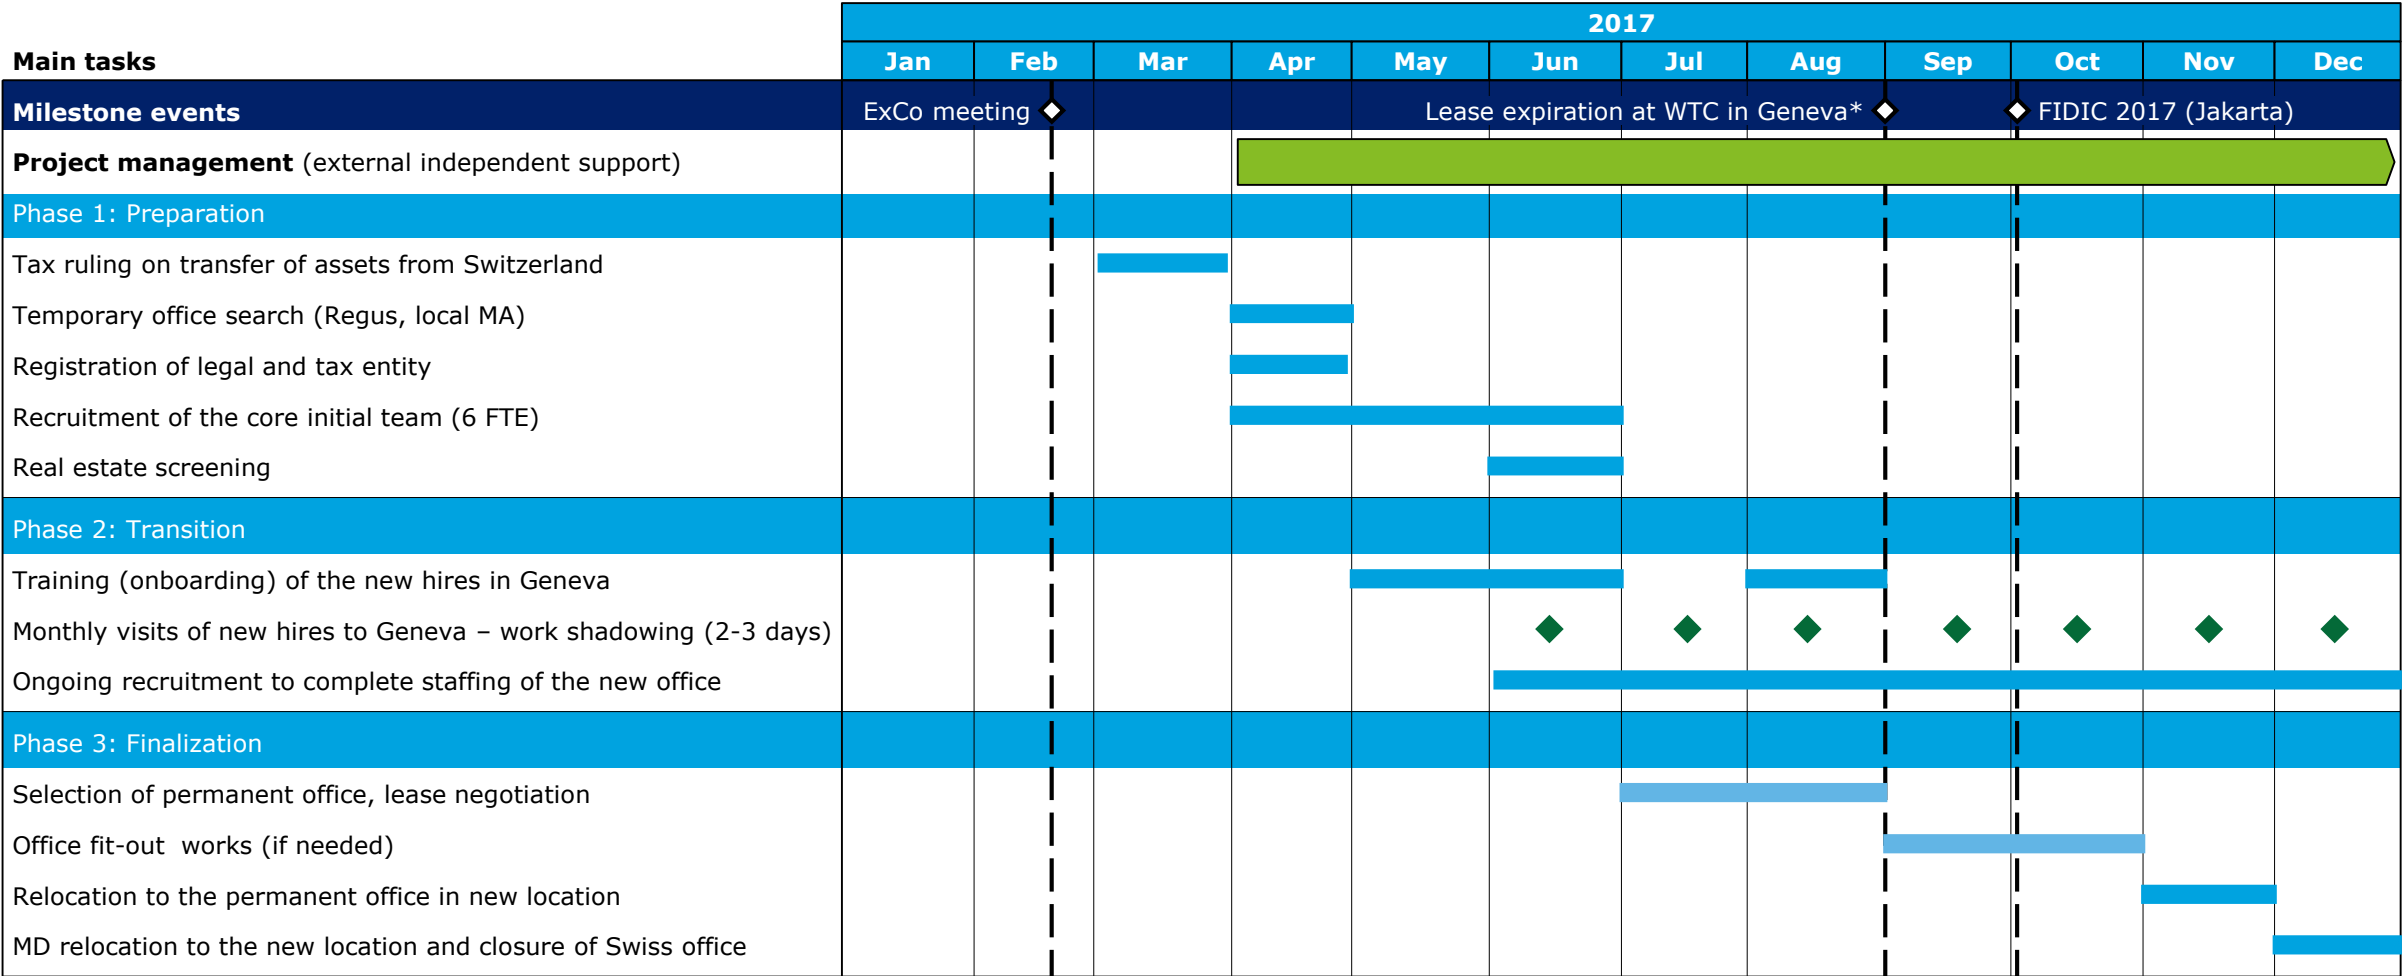 2017
Main tasks Jan Feb Mar Apr May Jun Jul Aug Sep Oct Nov Dec
Milestone events ExCo meeting Lease expiration at WTC in Geneva* FIDIC 2017 (Jakarta)
Project management (external independent support)
Phase 1: Preparation
Tax ruling on transfer of assets from Switzerland
Temporary office search (Regus, local MA)
Registration of legal and tax entity
Recruitment of the core initial team (6 FTE)
Real estate screening
Phase 2: Transition
Training (onboarding) of the new hires in Geneva
Monthly visits of new hires to Geneva – work shadowing (2-3 days)
Ongoing recruitment to complete staffing of the new office
Phase 3: Finalization
Selection of permanent office, lease negotiation
Office fit-out works (if needed)
Relocation to the permanent office in new location
MD relocation to the new location and closure of Swiss office